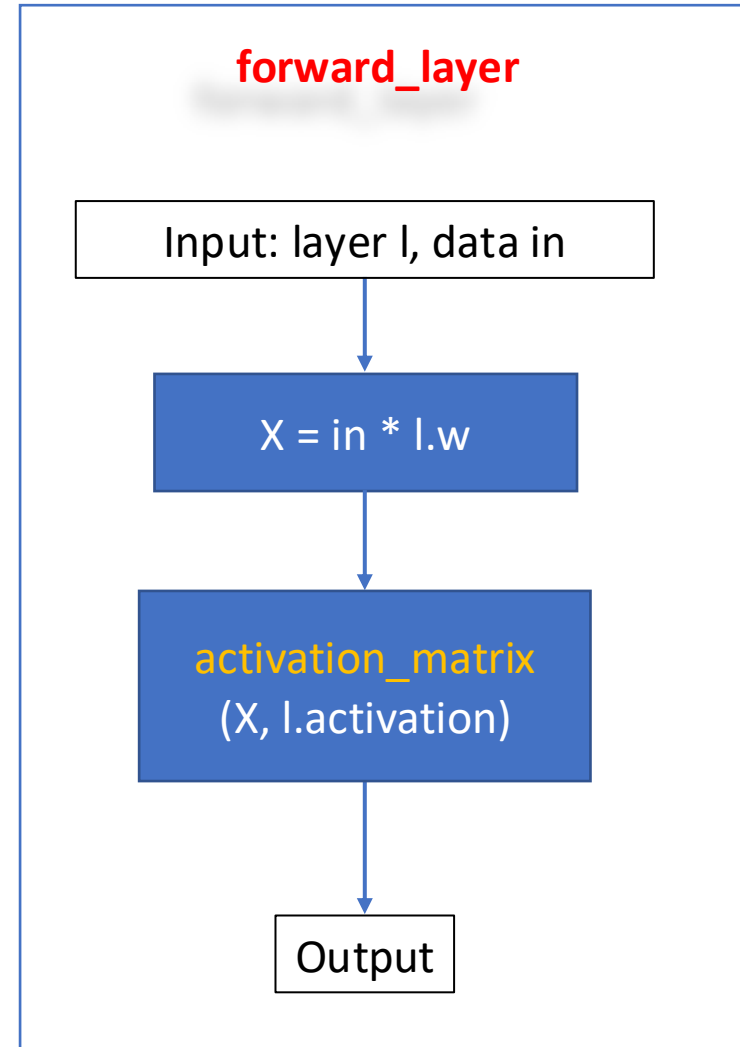 forward_layer
Input: layer l, data in
X = in * l.w
activation_matrix
(X, l.activation)
Output